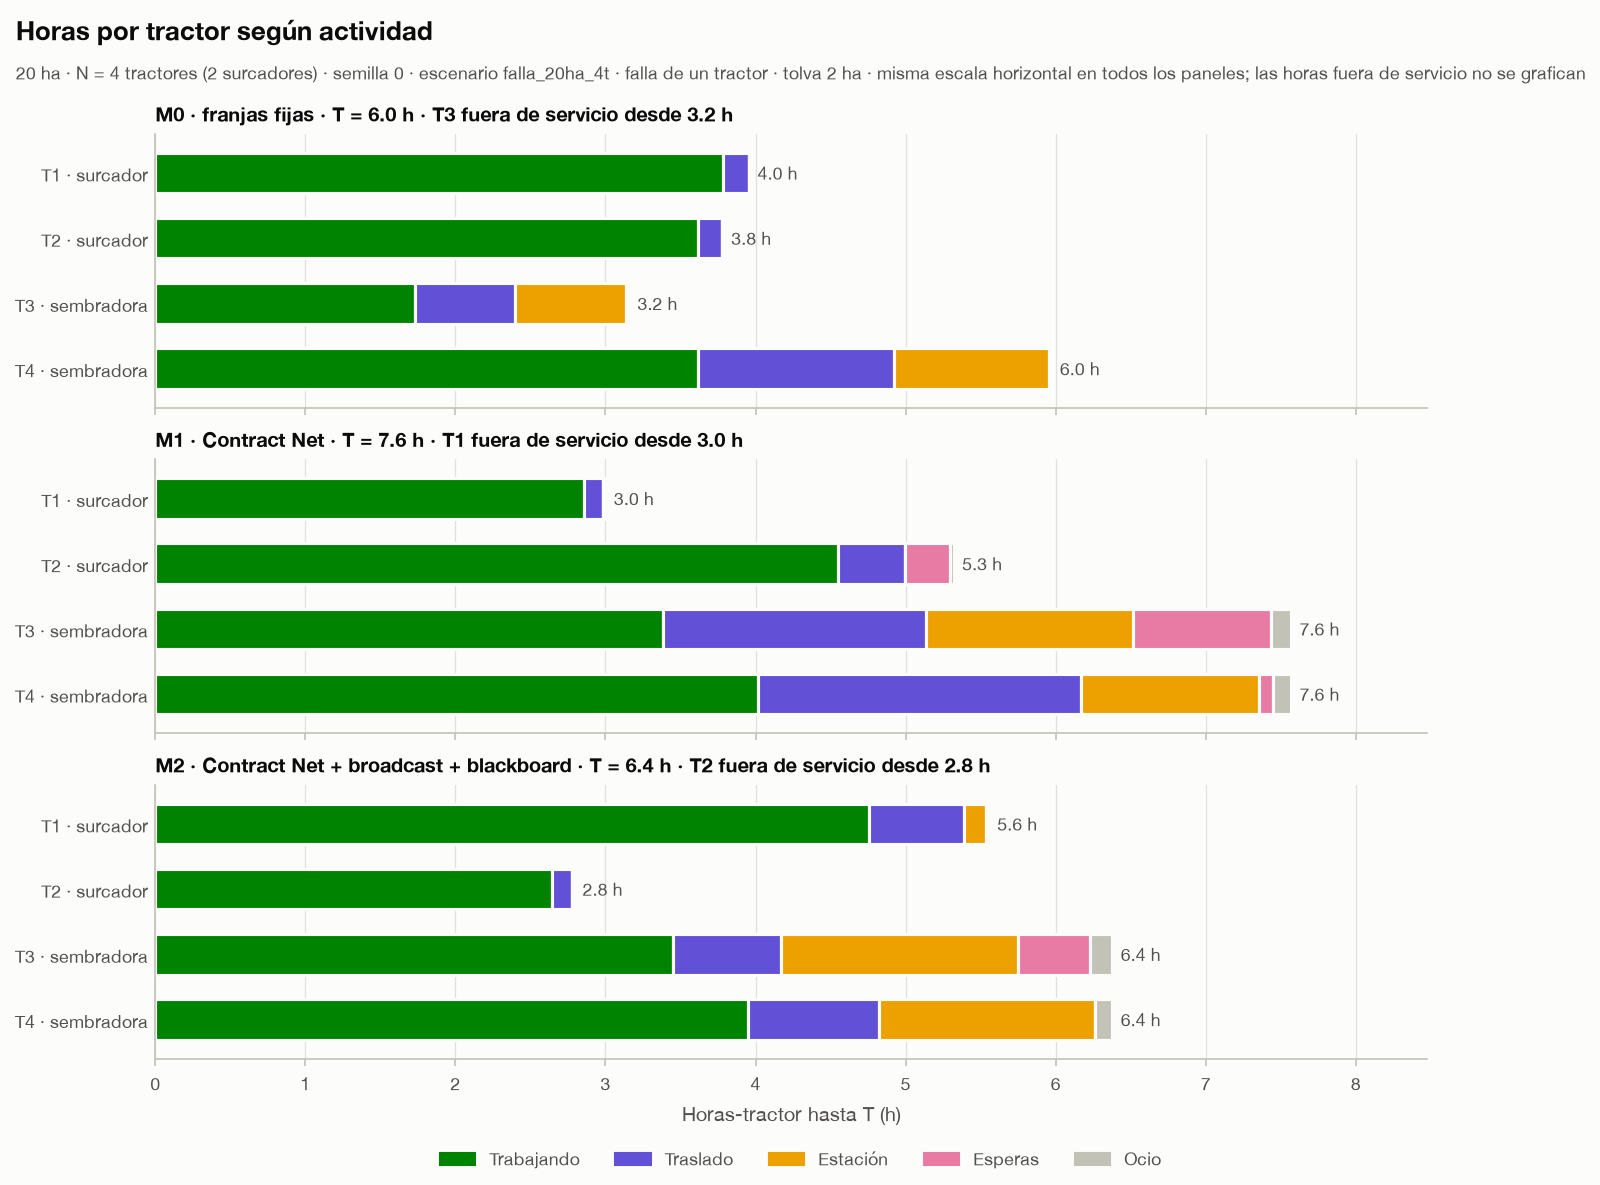 Horas por tractor según actividad
20 ha · N = 4 tractores (2 surcadores) · semilla 0 · escenario falla_20ha_4t · falla de un tractor · tolva 2 ha · misma escala horizontal en todos los paneles; las horas fuera de servicio no se grafican
M0 · franjas fijas · T = 6.0 h · T3 fuera de servicio desde 3.2 h
T1 · surcador 4.0 h
T2 · surcador 3.8 h
T3 · sembradora 3.2 h
T4 · sembradora 6.0 h
M1 · Contract Net · T = 7.6 h · T1 fuera de servicio desde 3.0 h
T1 · surcador 3.0 h
T2 · surcador 5.3 h
T3 · sembradora 7.6 h
T4 · sembradora 7.6 h
M2 · Contract Net + broadcast + blackboard · T = 6.4 h · T2 fuera de servicio desde 2.8 h
T1 · surcador 5.6 h
T2 · surcador 2.8 h
T3 · sembradora 6.4 h
T4 · sembradora 6.4 h
0 1 2 3 4 5 6 7 8
Horas-tractor hasta T (h)
Trabajando Traslado Estación Esperas Ocio